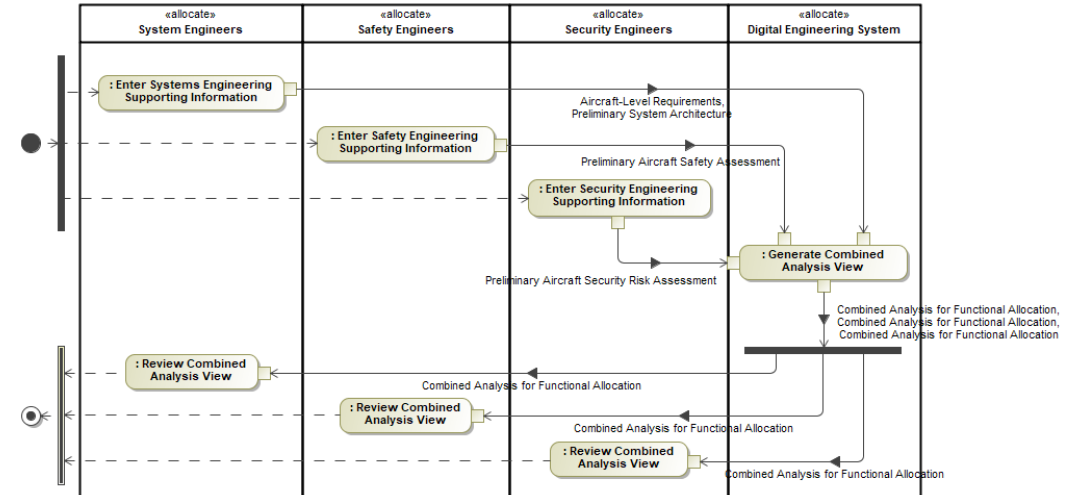 «allocate»
System Engineers
«allocate»
Safety Engineers
«allocate»
Security Engineers
«allocate»
Digital Engineering System
: Enter Systems Engineering
Supporting Information
Aircraft-Level Requirements,
Preliminary System Architecture
: Enter Safety Engineering
Supporting Information
Preliminary Aircraft Safety Assessment
: Enter Security Engineering
Supporting Information
: Generate Combined
Analysis View
Preliminary Aircraft Security Risk Assessment
Combined Analysis for Functional Allocation,
Combined Analysis for Functional Allocation,
Combined Analysis for Functional Allocation
: Review Combined
Analysis View
Combined Analysis for Functional Allocation
: Review Combined
Analysis View
Combined Analysis for Functional Allocation
: Review Combined
Analysis View
Combined Analysis for Functional Allocation